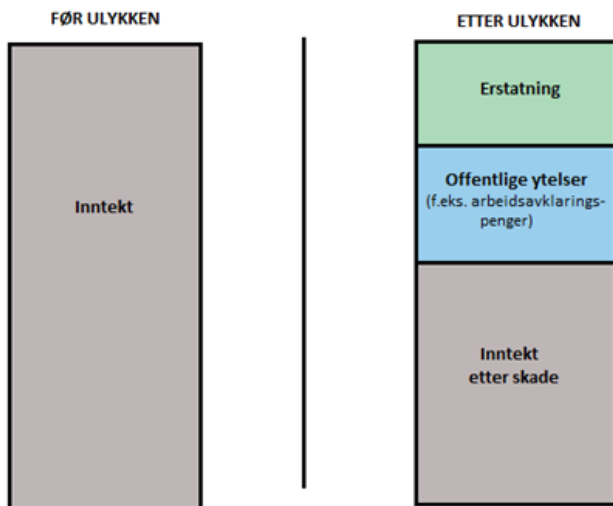 FØR ULYKKEN
Inntekt
ETTER ULYKKEN
Erstatning
Offentlige ytelser
(f.eks. arbeidsavklarings-
penger)
Inntekt
etter skade